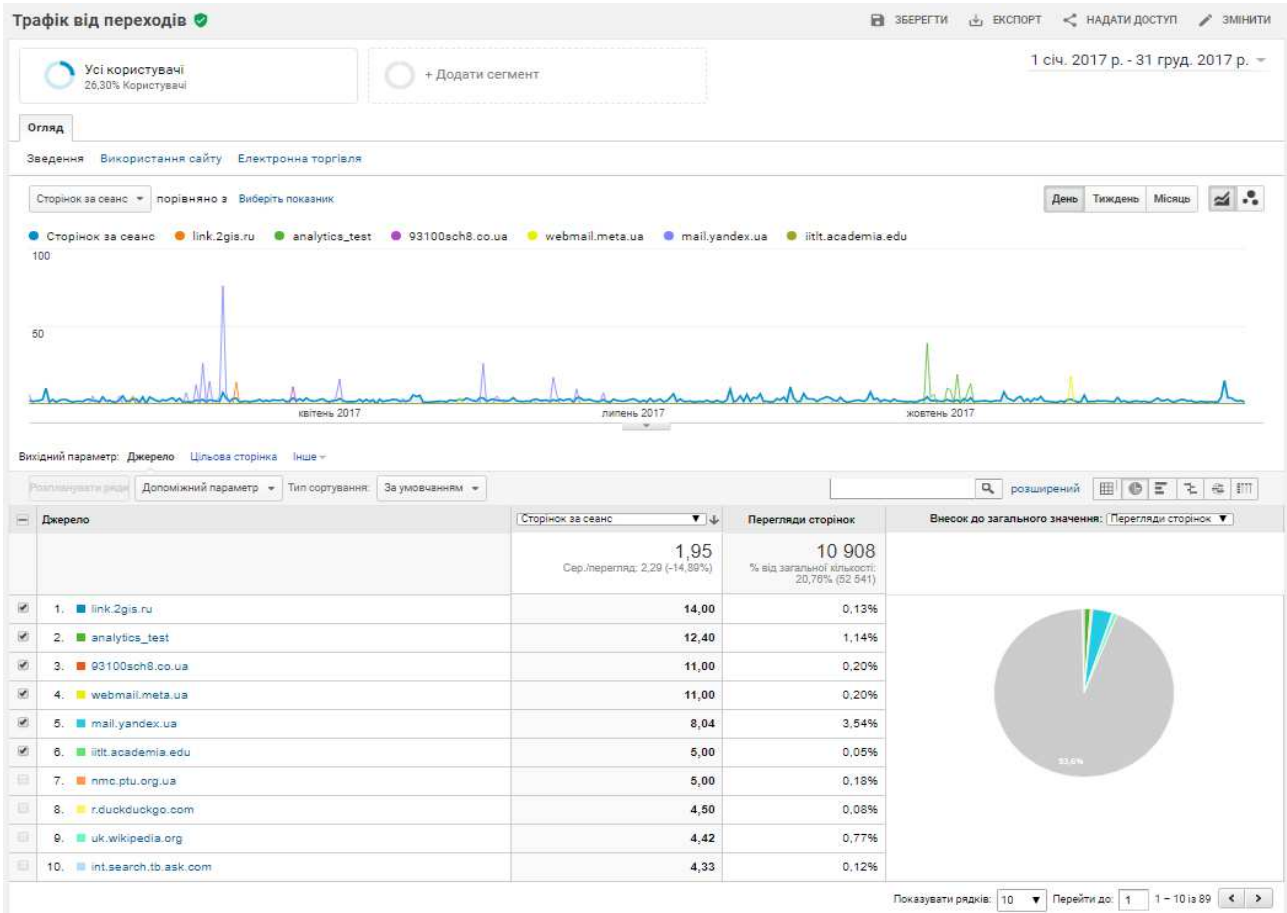 Трафік від переходів
ЗБЕРЕГТИ ЕКСПОРТ НАДАТИ ДОСТУП ЗМІНИТИ
Усі користувачі
26,30% Користувачі
+ Додати сегмент
1 січ. 2017 р. - 31 груд. 2017 р.
Огляд
Зведення Використання сайту Електронна торгівля
Сторінок за сеанс порівняно з Виберіть показник
День Тиждень Місяць
Сторінок за сеанс link.2gis.ru analytics_test 93100sch8.co.ua webmail.meta.ua mail.yandex.ua iitlt.academia.edu
100
50
квітень 2017 липень 2017 жовтень 2017
Вихідний параметр: Джерело Цільова сторінка Інше
Розпланувати ряди Допоміжний параметр Тип сортування: За умовчанням розширений
Джерело Сторінок за сеанс Перегляди сторінок Внесок до загального значення: Перегляди сторінок
1,95 10 908
Сер./перегляд: 2,29 (-14,89%) % від загальної кількості:
20,76% (52 541)
1. link.2gis.ru 14,00 0,13%
2. analytics_test 12,40 1,14%
3. 93100sch8.co.ua 11,00 0,20%
4. webmail.meta.ua 11,00 0,20%
5. mail.yandex.ua 8,04 3,54%
6. iitlt.academia.edu 5,00 0,05%
7. nmc.ptu.org.ua 5,00 0,18%
8. r.duckduckgo.com 4,50 0,08%
9. uk.wikipedia.org 4,42 0,77%
10. int.search.tb.ask.com 4,33 0,12%
93,6%
Показувати рядків: 10 Перейти до: 1 1 – 10 із 89